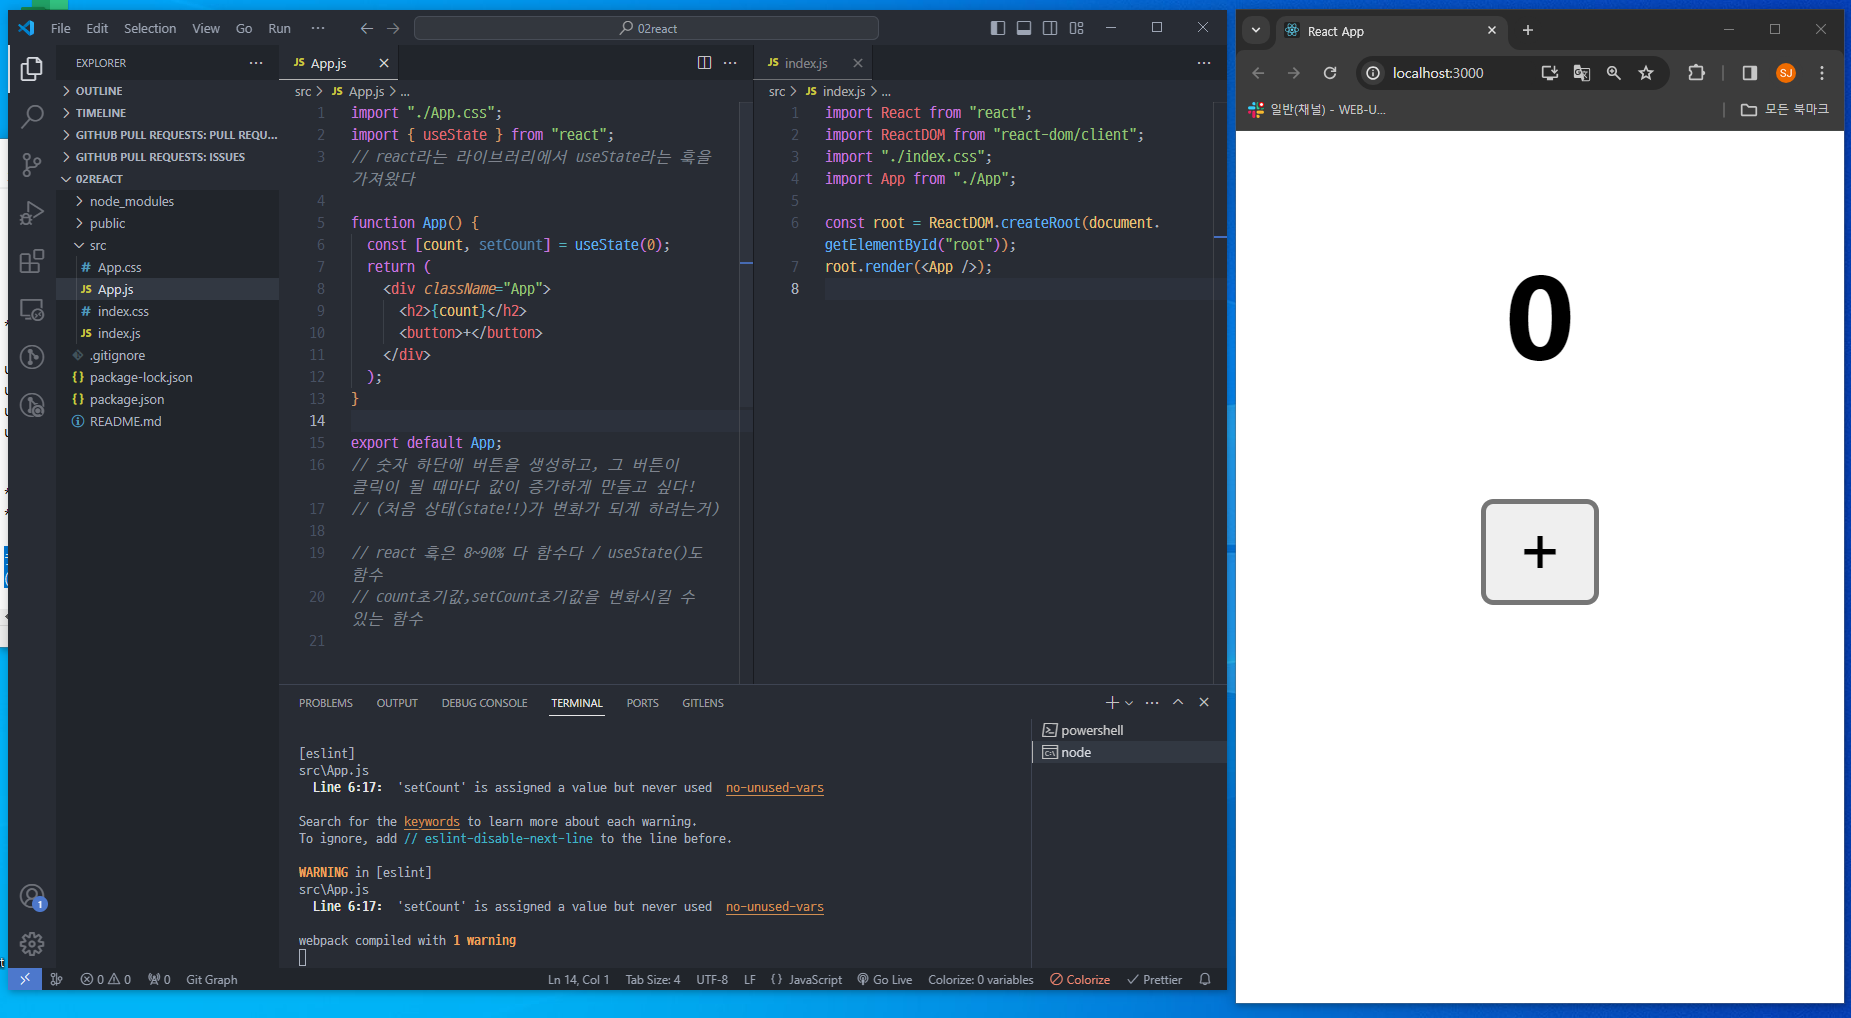 File Edit Selection View Go Run ··· 02react
EXPLORER ···
OUTLINE
TIMELINE
GITHUB PULL REQUESTS: PULL REQU...
GITHUB PULL REQUESTS: ISSUES
02REACT
node_modules
public
src
# App.css
JS App.js
# index.css
JS index.js
.gitignore
{} package-lock.json
{} package.json
README.md
1
JS App.js
src > JS App.js > ...
1 import "./App.css";
2 import { useState } from "react";
3 // react라는 라이브러리에서 useState라는 훅을
가져왔다
4
5 function App() {
6 const [count, setCount] = useState(0);
7 return (
8 <div className="App">
9 <h2>{count}</h2>
10 <button>+</button>
11 </div>
12 );
13 }
14
15 export default App;
16 // 숫자 하단에 버튼을 생성하고, 그 버튼이
클릭이 될 때마다 값이 증가하게 만들고 싶다!
17 // (처음 상태(state!!)가 변화가 되게 하려는거)
18
19 // react 훅은 8~90% 다 함수다 / useState()도
함수
20 // count초기값,setCount초기값을 변화시킬 수
있는 함수
21
JS index.js
src > JS index.js > ...
1 import React from "react";
2 import ReactDOM from "react-dom/client";
3 import "./index.css";
4 import App from "./App";
5
6 const root = ReactDOM.createRoot(document.
getElementById("root"));
7 root.render(<App />);
8
PROBLEMS OUTPUT DEBUG CONSOLE TERMINAL PORTS GITLENS
powershell
node
[eslint]
src\App.js
Line 6:17: 'setCount' is assigned a value but never used no-unused-vars
Search for the keywords to learn more about each warning.
To ignore, add // eslint-disable-next-line to the line before.
WARNING in [eslint]
src\App.js
Line 6:17: 'setCount' is assigned a value but never used no-unused-vars
webpack compiled with 1 warning
0 0 0 Git Graph Ln 14, Col 1 Tab Size: 4 UTF-8 LF {} JavaScript Go Live Colorize: 0 variables Colorize Prettier
React App
localhost:3000 SJ
일반(채널) - WEB-U... 모든 북마크
0
+